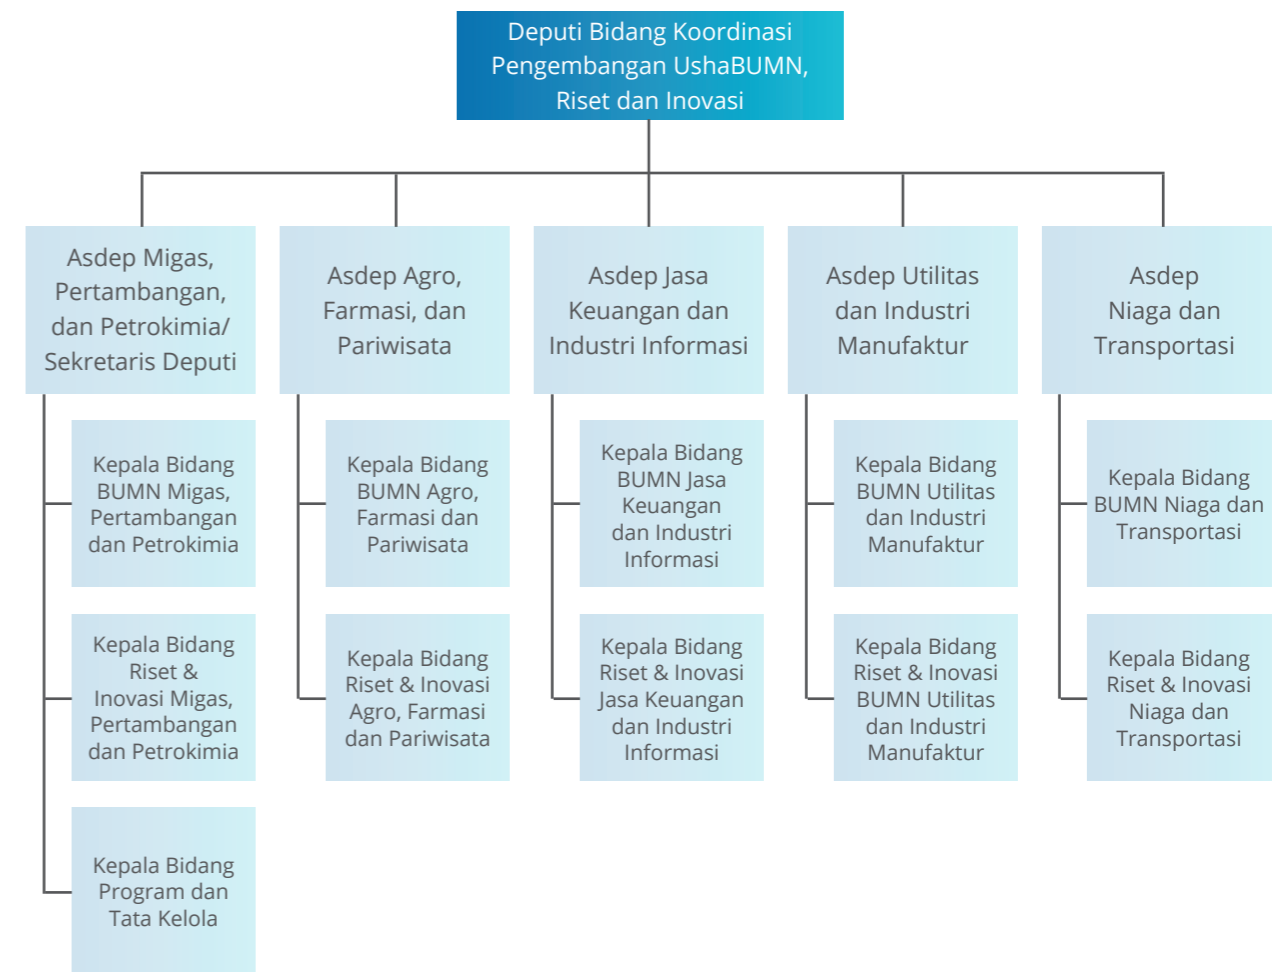 Deputi Bidang Koordinasi
Pengembangan UshaBUMN,
Riset dan Inovasi
Asdep Migas,
Pertambangan,
dan Petrokimia/
Sekretaris Deputi
Asdep Agro,
Farmasi, dan
Pariwisata
Asdep Jasa
Keuangan dan
Industri Informasi
Asdep Utilitas
dan Industri
Manufaktur
Asdep
Niaga dan
Transportasi
Kepala Bidang
BUMN Migas,
Pertambangan
dan Petrokimia
Kepala Bidang
BUMN Agro,
Farmasi dan
Pariwisata
Kepala Bidang
BUMN Jasa
Keuangan
dan Industri
Informasi
Kepala Bidang
BUMN Utilitas
dan Industri
Manufaktur
Kepala Bidang
BUMN Niaga dan
Transportasi
Kepala Bidang
Riset &
Inovasi Migas,
Pertambangan
dan Petrokimia
Kepala Bidang
Riset & Inovasi
Agro, Farmasi
dan Pariwisata
Kepala Bidang
Riset & Inovasi
Jasa Keuangan
dan Industri
Informasi
Kepala Bidang
Riset & Inovasi
BUMN Utilitas
dan Industri
Manufaktur
Kepala Bidang
Riset & Inovasi
Niaga dan
Transportasi
Kepala Bidang
Program dan
Tata Kelola